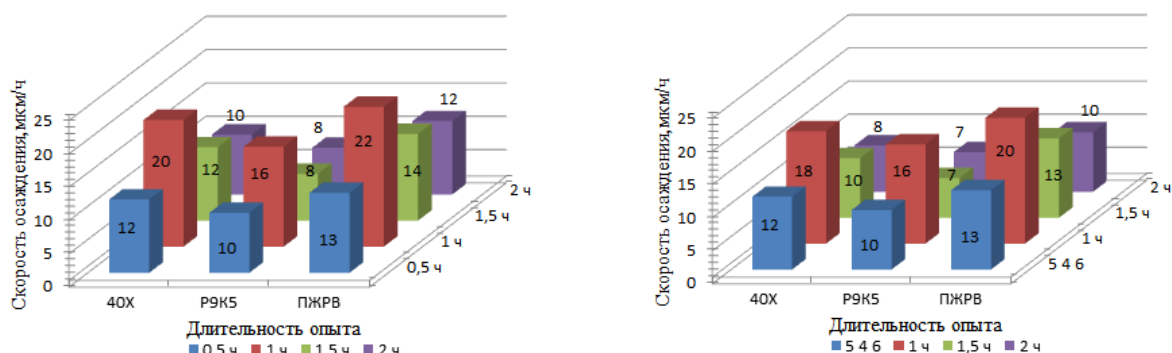 Скорость осаждения, мкм/ч
25
20
15
10
5
0
12
20
12
10
10
16
8
8
13
22
14
12
40Х Р9К5 ПЖРВ
0,5 ч
1 ч
1,5 ч
2 ч
Длительность опыта
0,5 ч 1 ч 1,5 ч 2 ч
Скорость осаждения, мкм/ч
25
20
15
10
5
0
12
18
10
8
10
16
7
7
13
20
13
10
40Х Р9К5 ПЖРВ
5 4 6
1 ч
1,5 ч
2 ч
Длительность опыта
5 4 6 1 ч 1,5 ч 2 ч